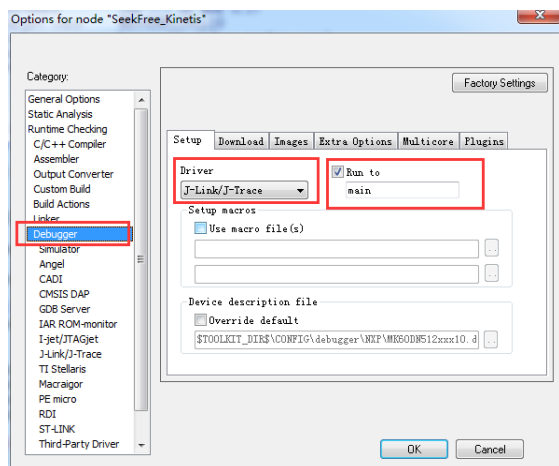 Options for node "SeekFree_Kinetis"
x
Category:
Factory Settings
General Options
Static Analysis
Runtime Checking
C/C++ Compiler
Assembler
Output Converter
Custom Build
Build Actions
Linker
Debugger
Simulator
Angel
CADI
CMSIS DAP
GDB Server
IAR ROM-monitor
I-jet/JTAGjet
J-Link/J-Trace
TI Stellaris
Macraigor
PE micro
RDI
ST-LINK
Third-Party Driver
Setup Download Images Extra Options Multicore Plugins
Driver
J-Link/J-Trace
Run to
main
Setup macros
Use macro file(s)
..
..
Device description file
Override default
$TOOLKIT_DIR$\CONFIG\debugger\NXP\MK60DN512xxx10.d
..
OK Cancel